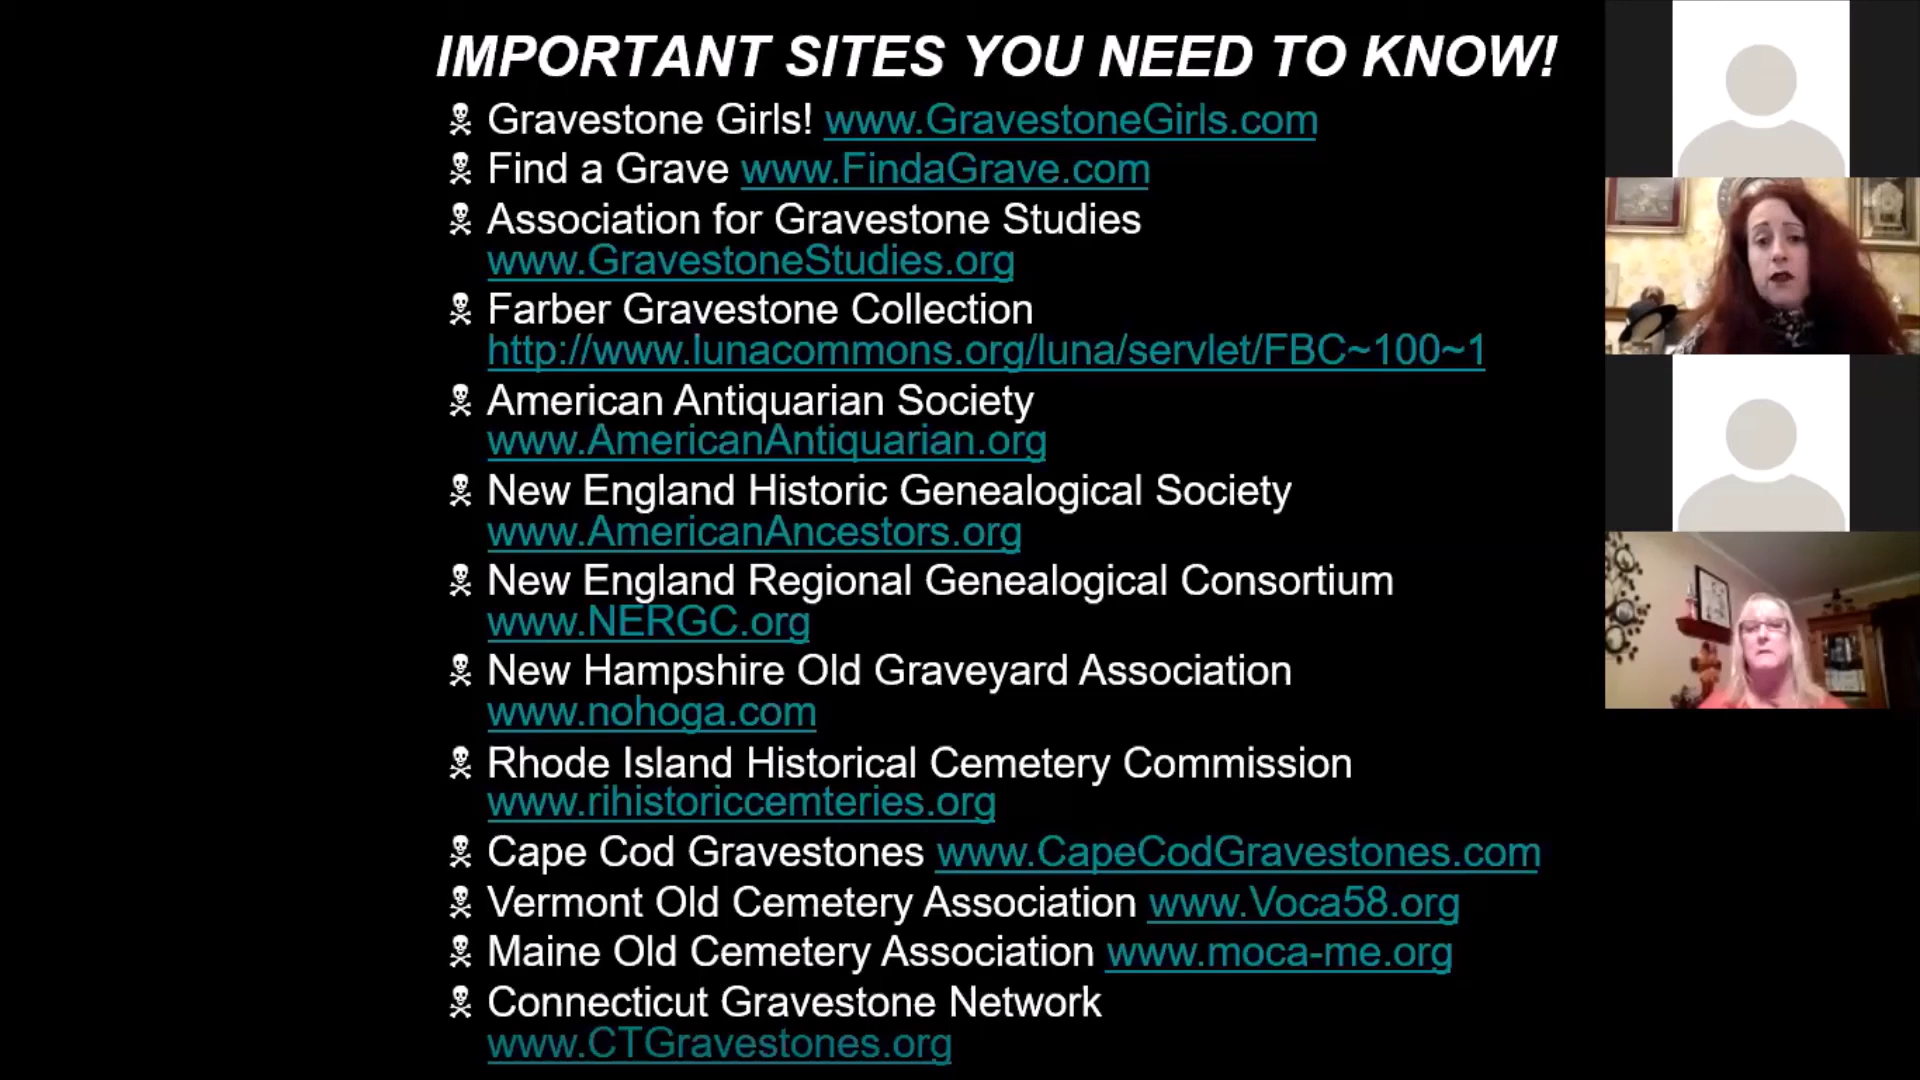 IMPORTANT SITES YOU NEED TO KNOW!
Gravestone Girls! www.GravestoneGirls.com
Find a Grave www.FindaGrave.com
Association for Gravestone Studies
www.GravestoneStudies.org
Farber Gravestone Collection
http://www.lunacommons.org/luna/servlet/FBC~100~1
American Antiquarian Society
www.AmericanAntiquarian.org
New England Historic Genealogical Society
www.AmericanAncestors.org
New England Regional Genealogical Consortium
www.NERGC.org
New Hampshire Old Graveyard Association
www.nohoga.com
Rhode Island Historical Cemetery Commission
www.rihistoriccemteries.org
Cape Cod Gravestones www.CapeCodGravestones.com
Vermont Old Cemetery Association www.Voca58.org
Maine Old Cemetery Association www.moca-me.org
Connecticut Gravestone Network
www.CTGravestones.org